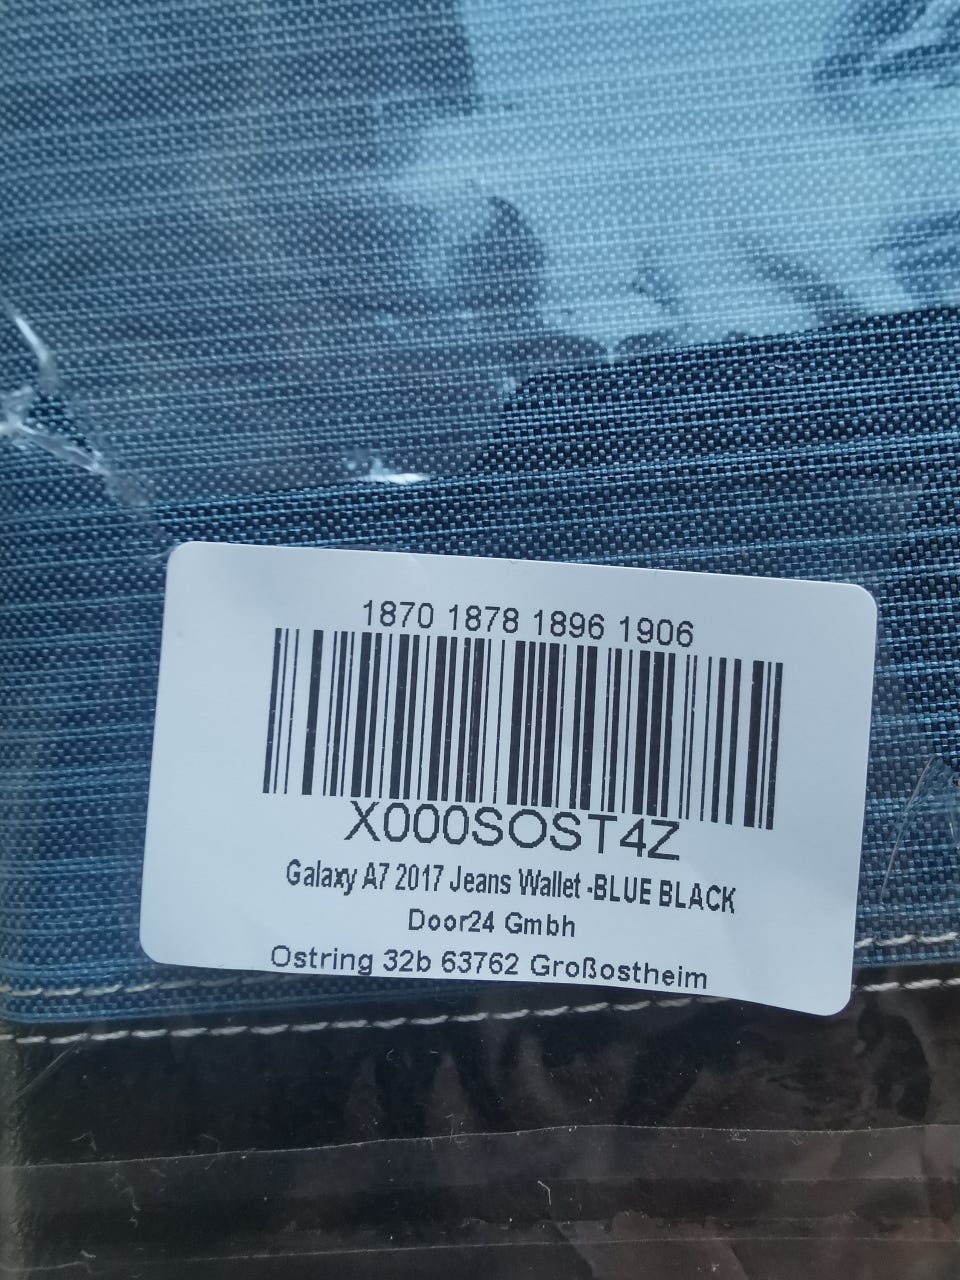 1870 1878 1896 1906
X000SOST4Z
Galaxy A7 2017 Jeans Wallet -BLUE BLACK
Door24 Gmbh
Ostring 32b 63762 Großostheim